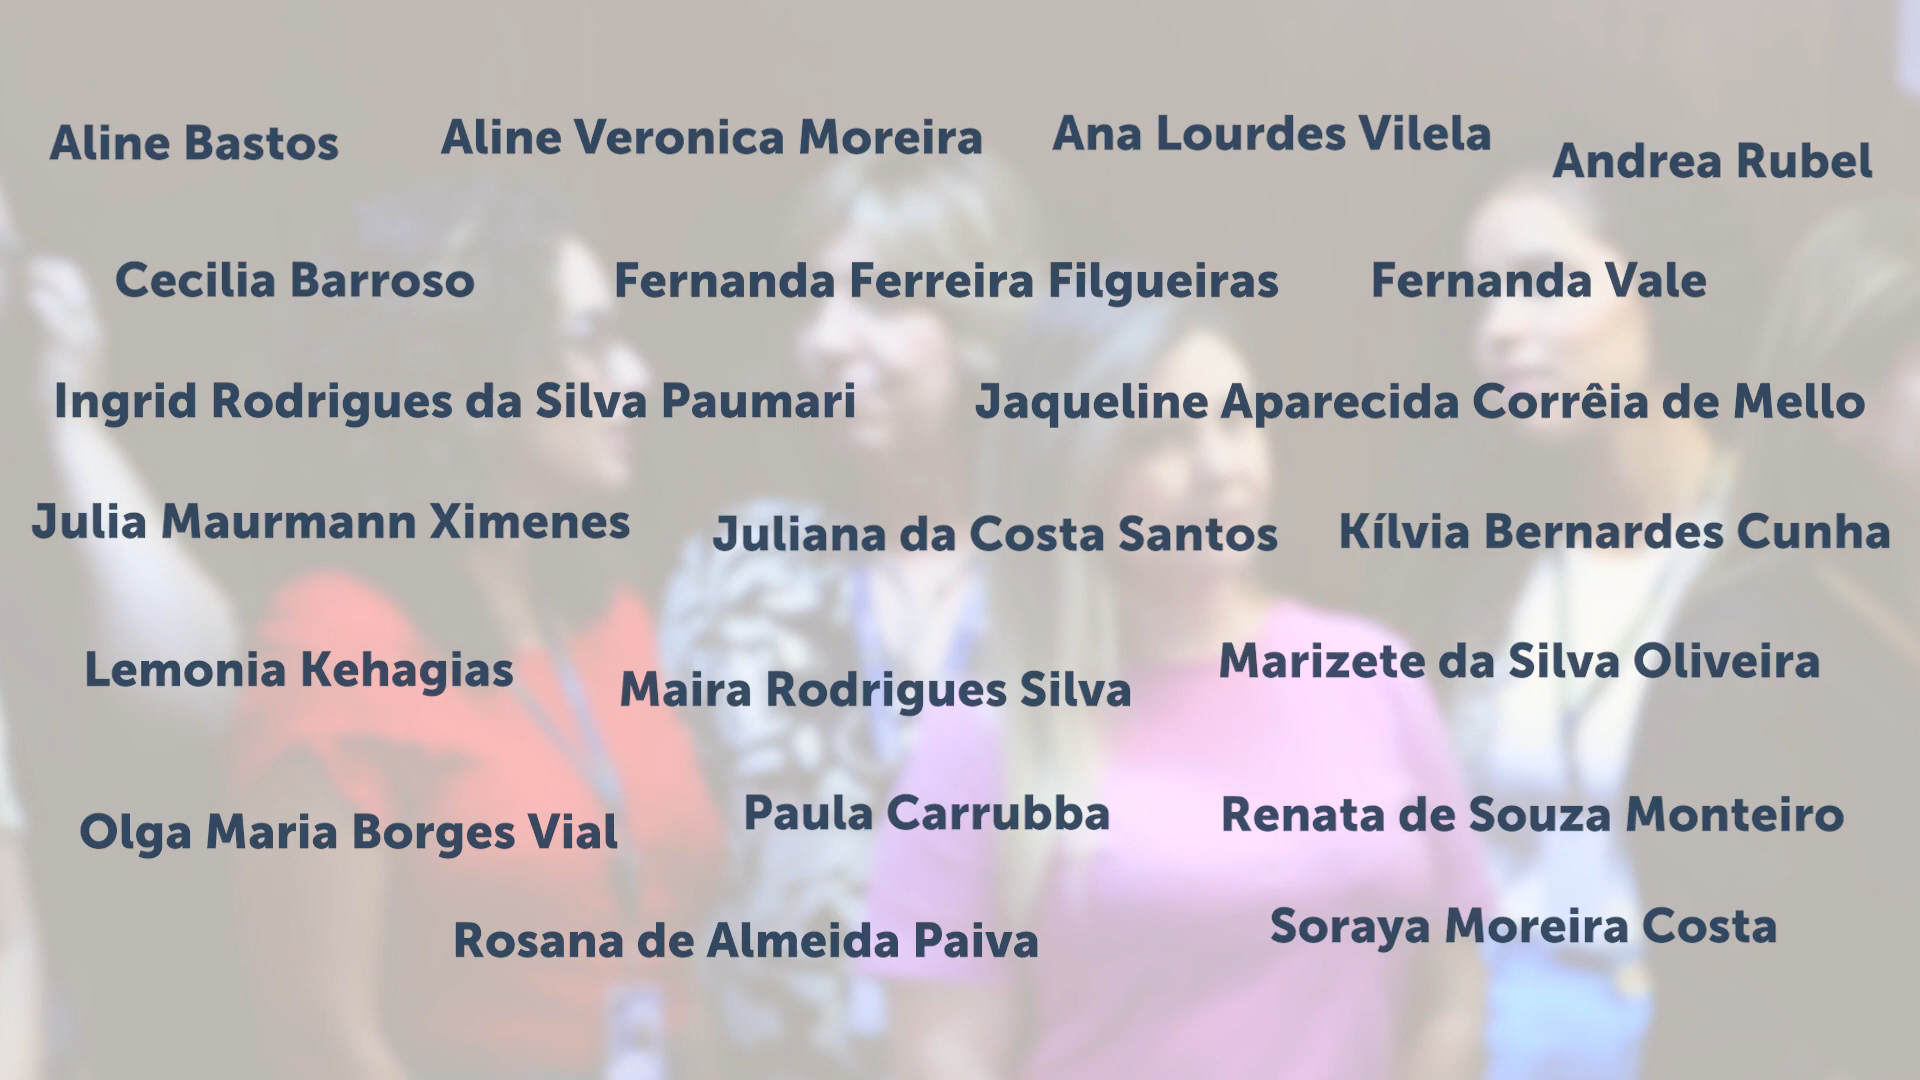 Aline Bastos
Aline Veronica Moreira
Ana Lourdes Vilela
Andrea Rubel
Cecilia Barroso
Fernanda Ferreira Filgueiras
Fernanda Vale
Ingrid Rodrigues da Silva Paumari
Jaqueline Aparecida Corrêia de Mello
Julia Maurmann Ximenes
Juliana da Costa Santos
Kílvia Bernardes Cunha
Lemonia Kehagias
Maira Rodrigues Silva
Marizete da Silva Oliveira
Olga Maria Borges Vial
Paula Carrubba
Renata de Souza Monteiro
Rosana de Almeida Paiva
Soraya Moreira Costa